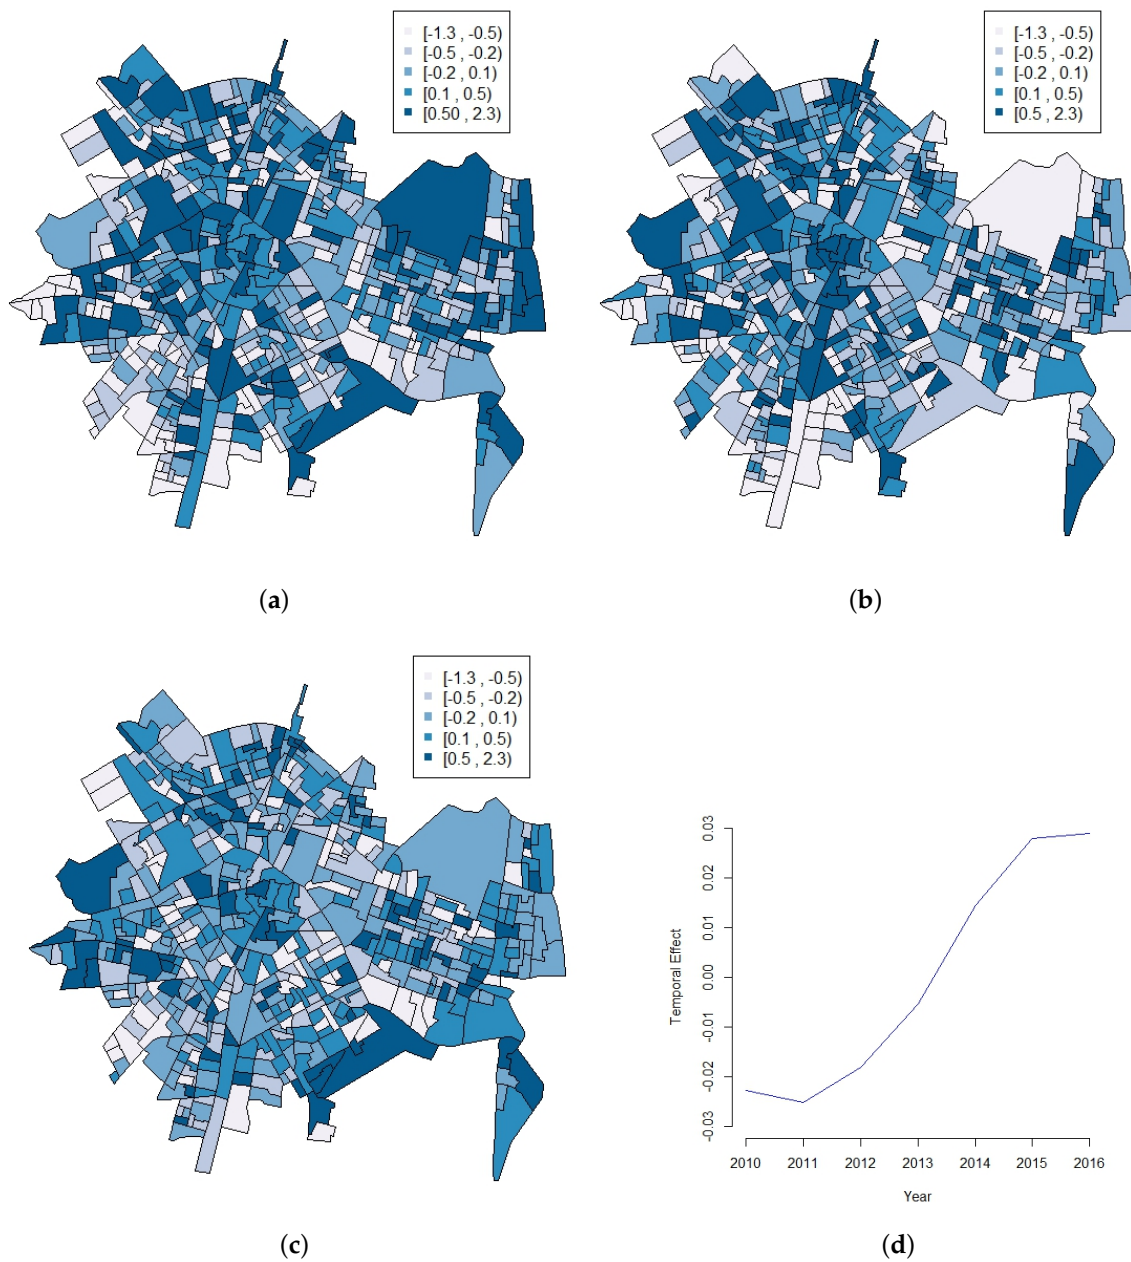 [-1.3 , -0.5)
[-0.5 , -0.2)
[-0.2 , 0.1)
[0.1 , 0.5)
[0.50 , 2.3)
(a)
[-1.3 , -0.5)
[-0.5 , -0.2)
[-0.2 , 0.1)
[0.1 , 0.5)
[0.5 , 2.3)
(b)
[-1.3 , -0.5)
[-0.5 , -0.2)
[-0.2 , 0.1)
[0.1 , 0.5)
[0.5 , 2.3)
(c)
Temporal Effect
0.03
0.02
0.01
0.00
-0.01
-0.02
-0.03
2010 2011 2012 2013 2014 2015 2016
Year
(d)